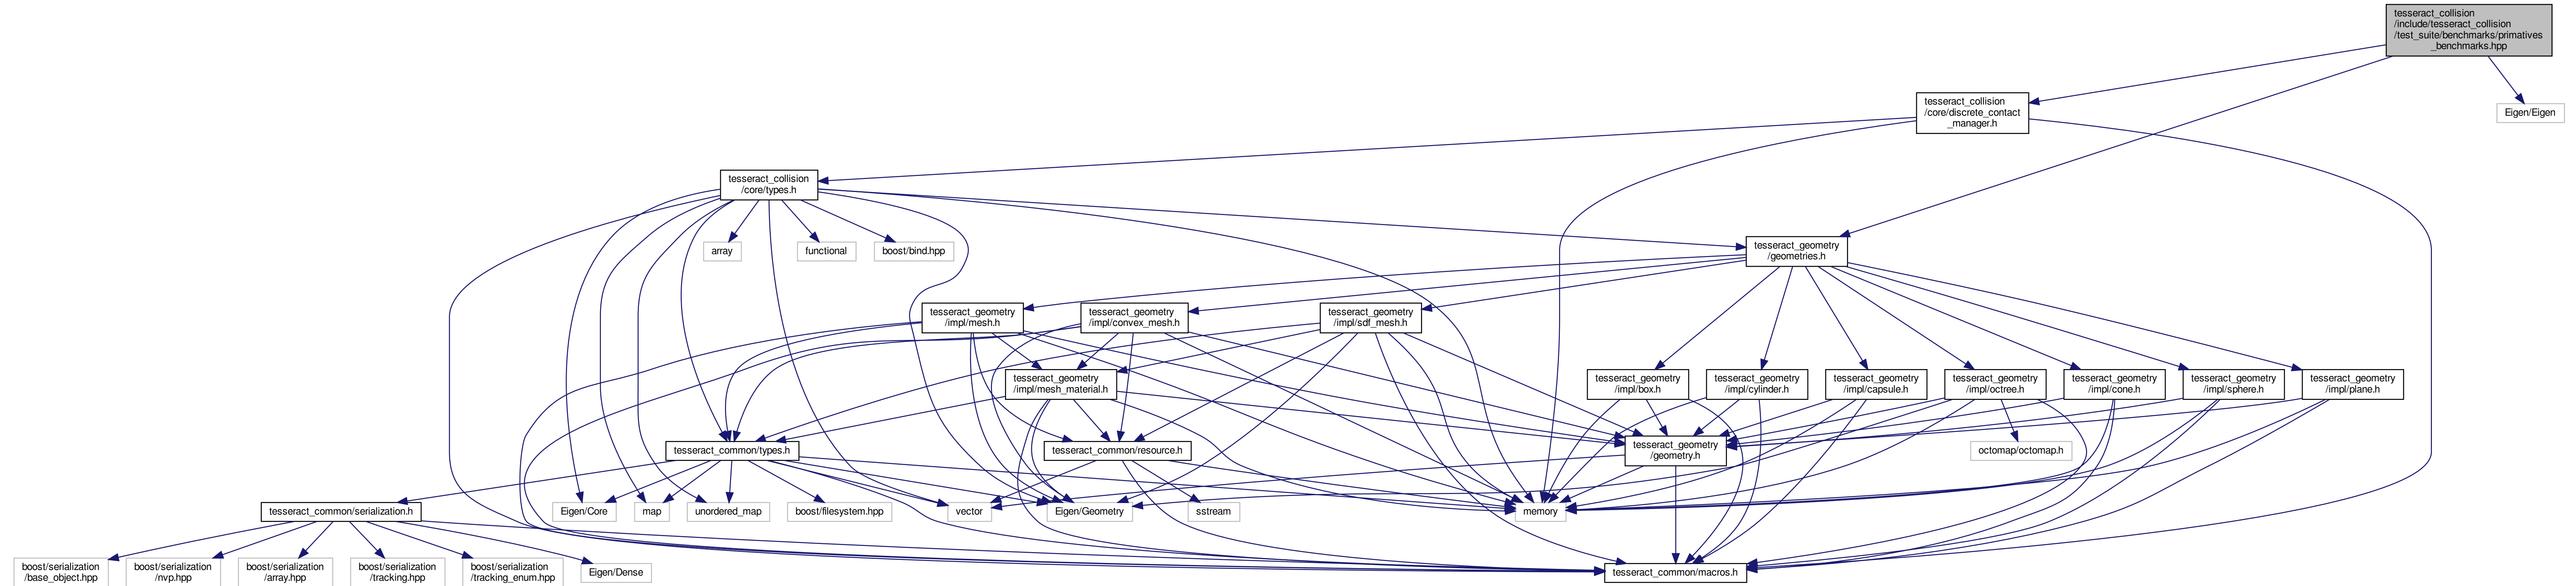 tesseract_collision
/include/tesseract_collision
/test_suite/benchmarks/primatives
_benchmarks.hpp
tesseract_collision
/core/discrete_contact
_manager.h
Eigen/Eigen
tesseract_collision
/core/types.h
array
functional
boost/bind.hpp
tesseract_geometry
/geometries.h
tesseract_geometry
/impl/mesh.h
tesseract_geometry
/impl/convex_mesh.h
tesseract_geometry
/impl/sdf_mesh.h
tesseract_geometry
/impl/mesh_material.h
tesseract_geometry
/impl/box.h
tesseract_geometry
/impl/cylinder.h
tesseract_geometry
/impl/capsule.h
tesseract_geometry
/impl/octree.h
tesseract_geometry
/impl/cone.h
tesseract_geometry
/impl/sphere.h
tesseract_geometry
/impl/plane.h
tesseract_common/types.h
tesseract_common/resource.h
tesseract_geometry
/geometry.h
octomap/octomap.h
tesseract_common/serialization.h
Eigen/Core
map
unordered_map
boost/filesystem.hpp
vector
Eigen/Geometry
sstream
memory
boost/serialization
/base_object.hpp
boost/serialization
/nvp.hpp
boost/serialization
/array.hpp
boost/serialization
/tracking.hpp
boost/serialization
/tracking_enum.hpp
Eigen/Dense
tesseract_common/macros.h